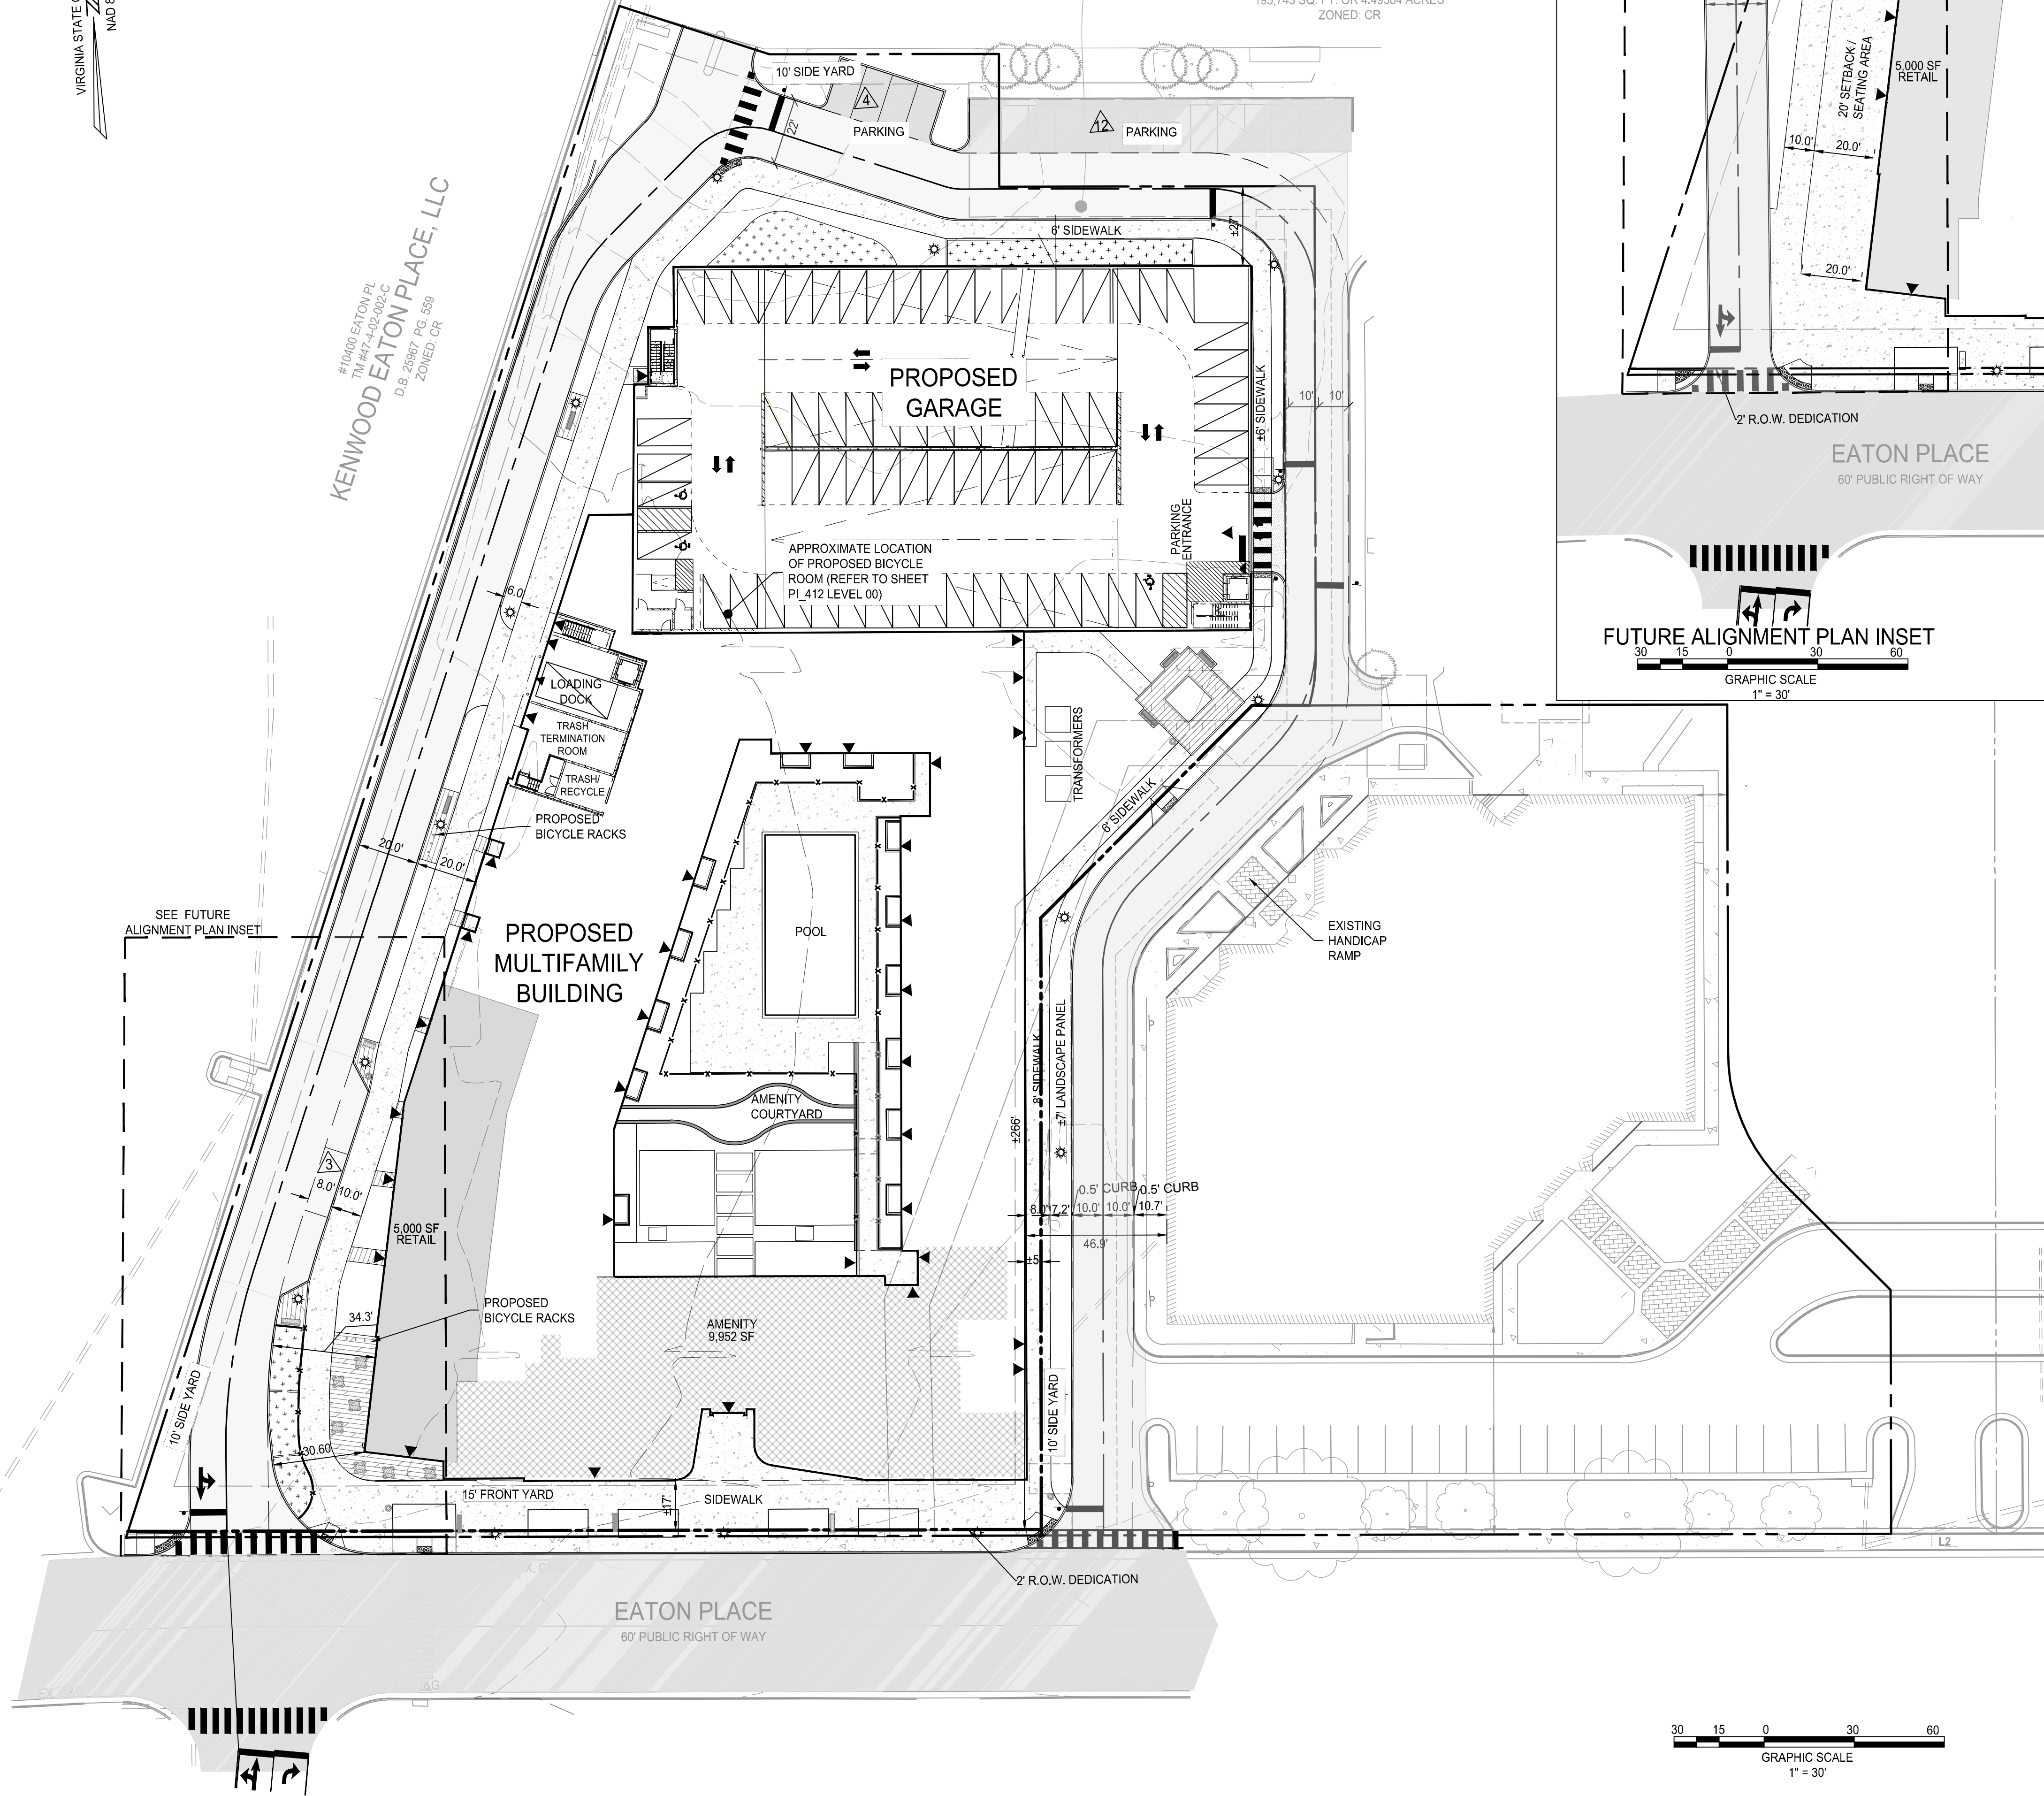 VIRGINIA STATE
NAD 8
ZONED: CR
10' SIDE YARD
4
22'
PARKING
12
PARKING
#10400 EATON PL
TM #47-4-02-002-C
KENWOOD EATON PLACE, LLC
D.B. 25967 PG. 559
ZONED: CR
6' SIDEWALK
±27'
PROPOSED
GARAGE
±6' SIDEWALK
10'
10'
PARKING
ENTRANCE
APPROXIMATE LOCATION
OF PROPOSED BICYCLE
ROOM (REFER TO SHEET
PI_412 LEVEL 00)
6.0
LOADING
DOCK
TRASH
TERMINATION
ROOM
TRASH/
RECYCLE
PROPOSED
BICYCLE RACKS
20.0'
20.0'
TRANSFORMERS
6' SIDEWALK
SEE FUTURE
ALIGNMENT PLAN INSET
PROPOSED
MULTIFAMILY
BUILDING
POOL
EXISTING
HANDICAP
RAMP
8' SIDEWALK
±7' LANDSCAPE PANEL
AMENITY
COURTYARD
±266'
3
8.0'
10.0'
5,000 SF
RETAIL
0.5' CURB
0.5' CURB
8.0'
7.2'
10.0'
10.0'
10.7'
46.9'
±5'
34.3'
PROPOSED
BICYCLE RACKS
AMENITY
9,952 SF
10' SIDE YARD
10' SIDE YARD
30.60
15' FRONT YARD
±17'
SIDEWALK
2' R.O.W. DEDICATION
L2
EATON PLACE
60' PUBLIC RIGHT OF WAY
30 15 0 30 60
GRAPHIC SCALE
1" = 30'
20' SETBACK /
SEATING AREA
5,000 SF
RETAIL
10.0'
20.0'
20.0'
2' R.O.W. DEDICATION
EATON PLACE
60' PUBLIC RIGHT OF WAY
FUTURE ALIGNMENT PLAN INSET
30 15 0 30 60
GRAPHIC SCALE
1" = 30'